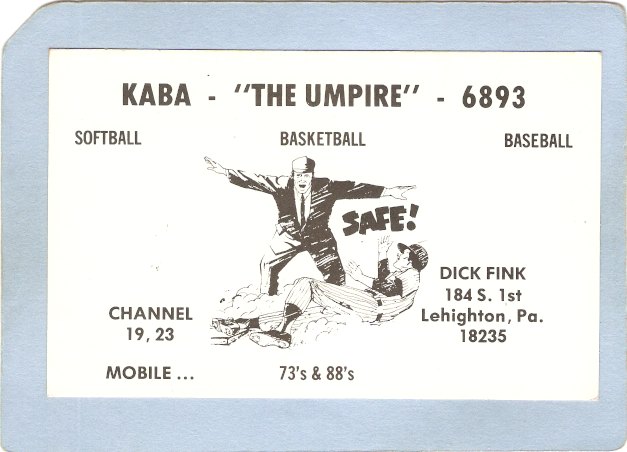 KABA - "THE UMPIRE" - 6893
SOFTBALL BASKETBALL BASEBALL
SAFE!
DICK FINK
184 S. 1st
Lehighton, Pa.
18235
CHANNEL
19, 23
MOBILE ... 73's & 88's